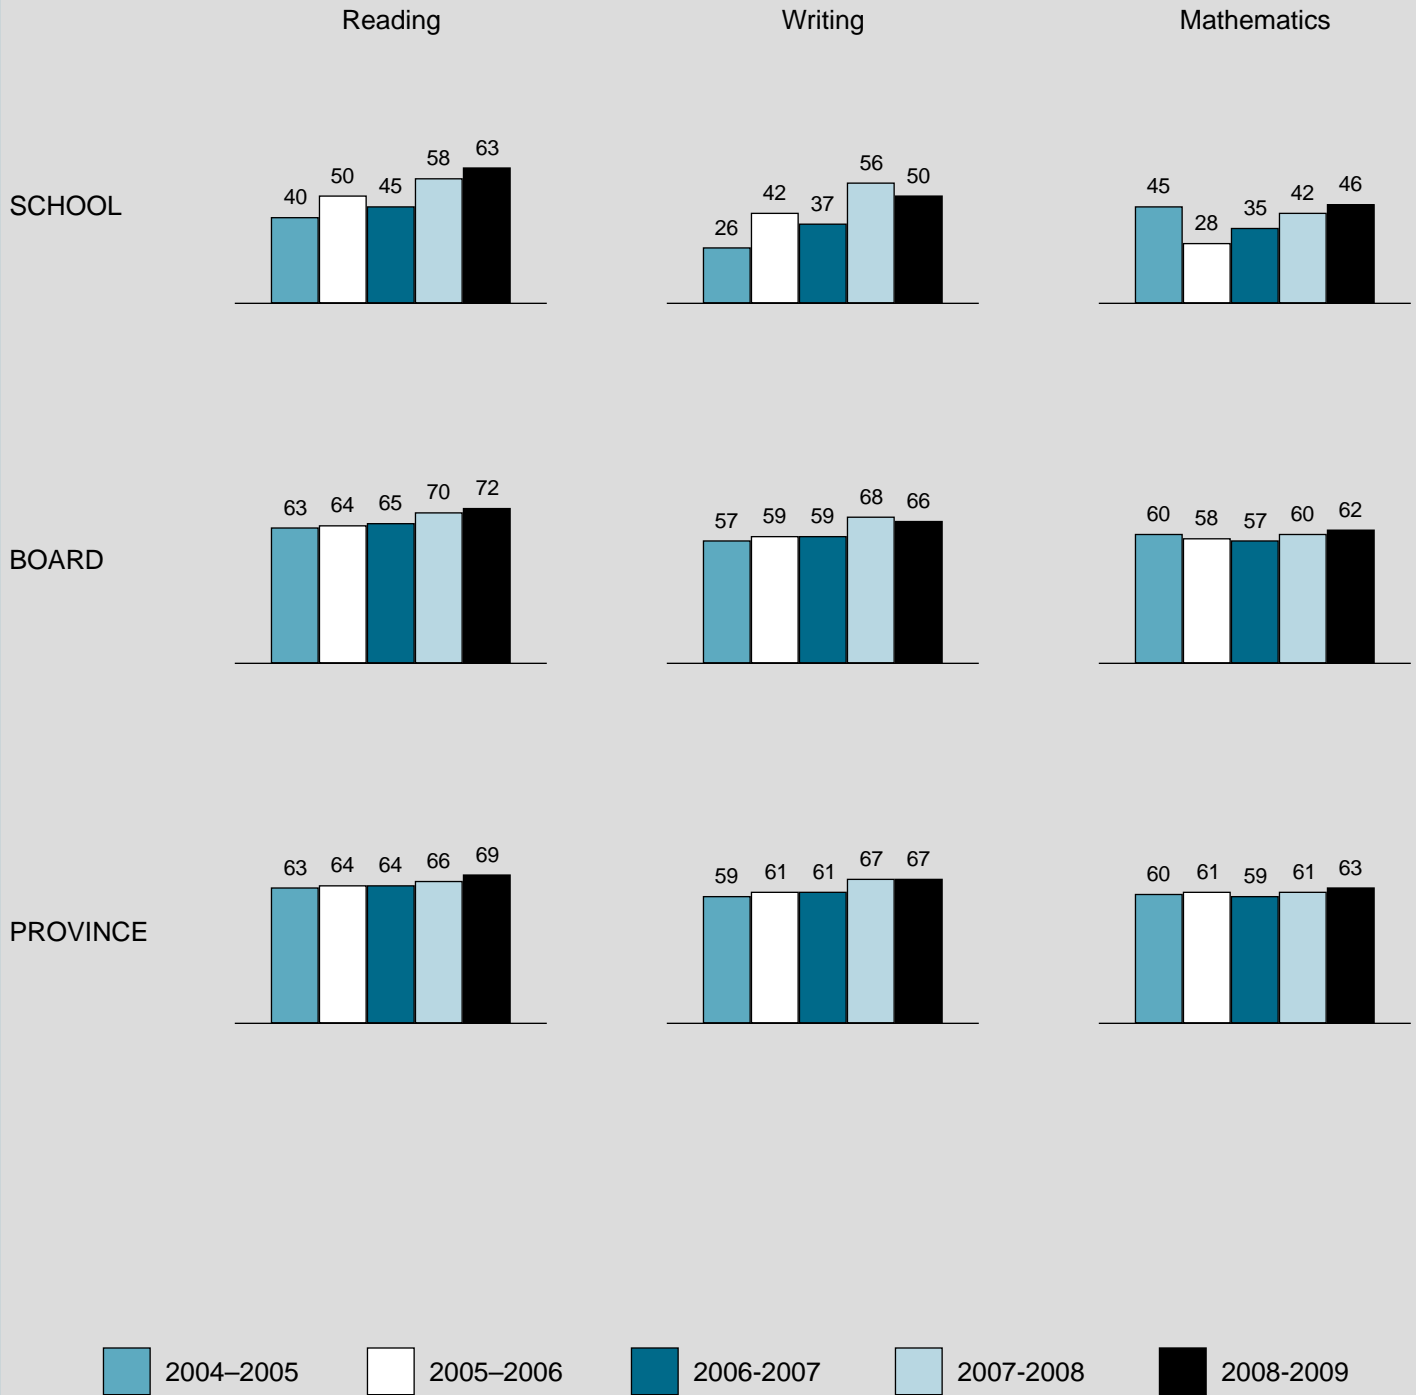 Reading Writing Mathematics
SCHOOL
40 50 45 58 63
26 42 37 56 50
45 28 35 42 46
BOARD
63 64 65 70 72
57 59 59 68 66
60 58 57 60 62
PROVINCE
63 64 64 66 69
59 61 61 67 67
60 61 59 61 63
2004–2005 2005–2006 2006-2007 2007-2008 2008-2009